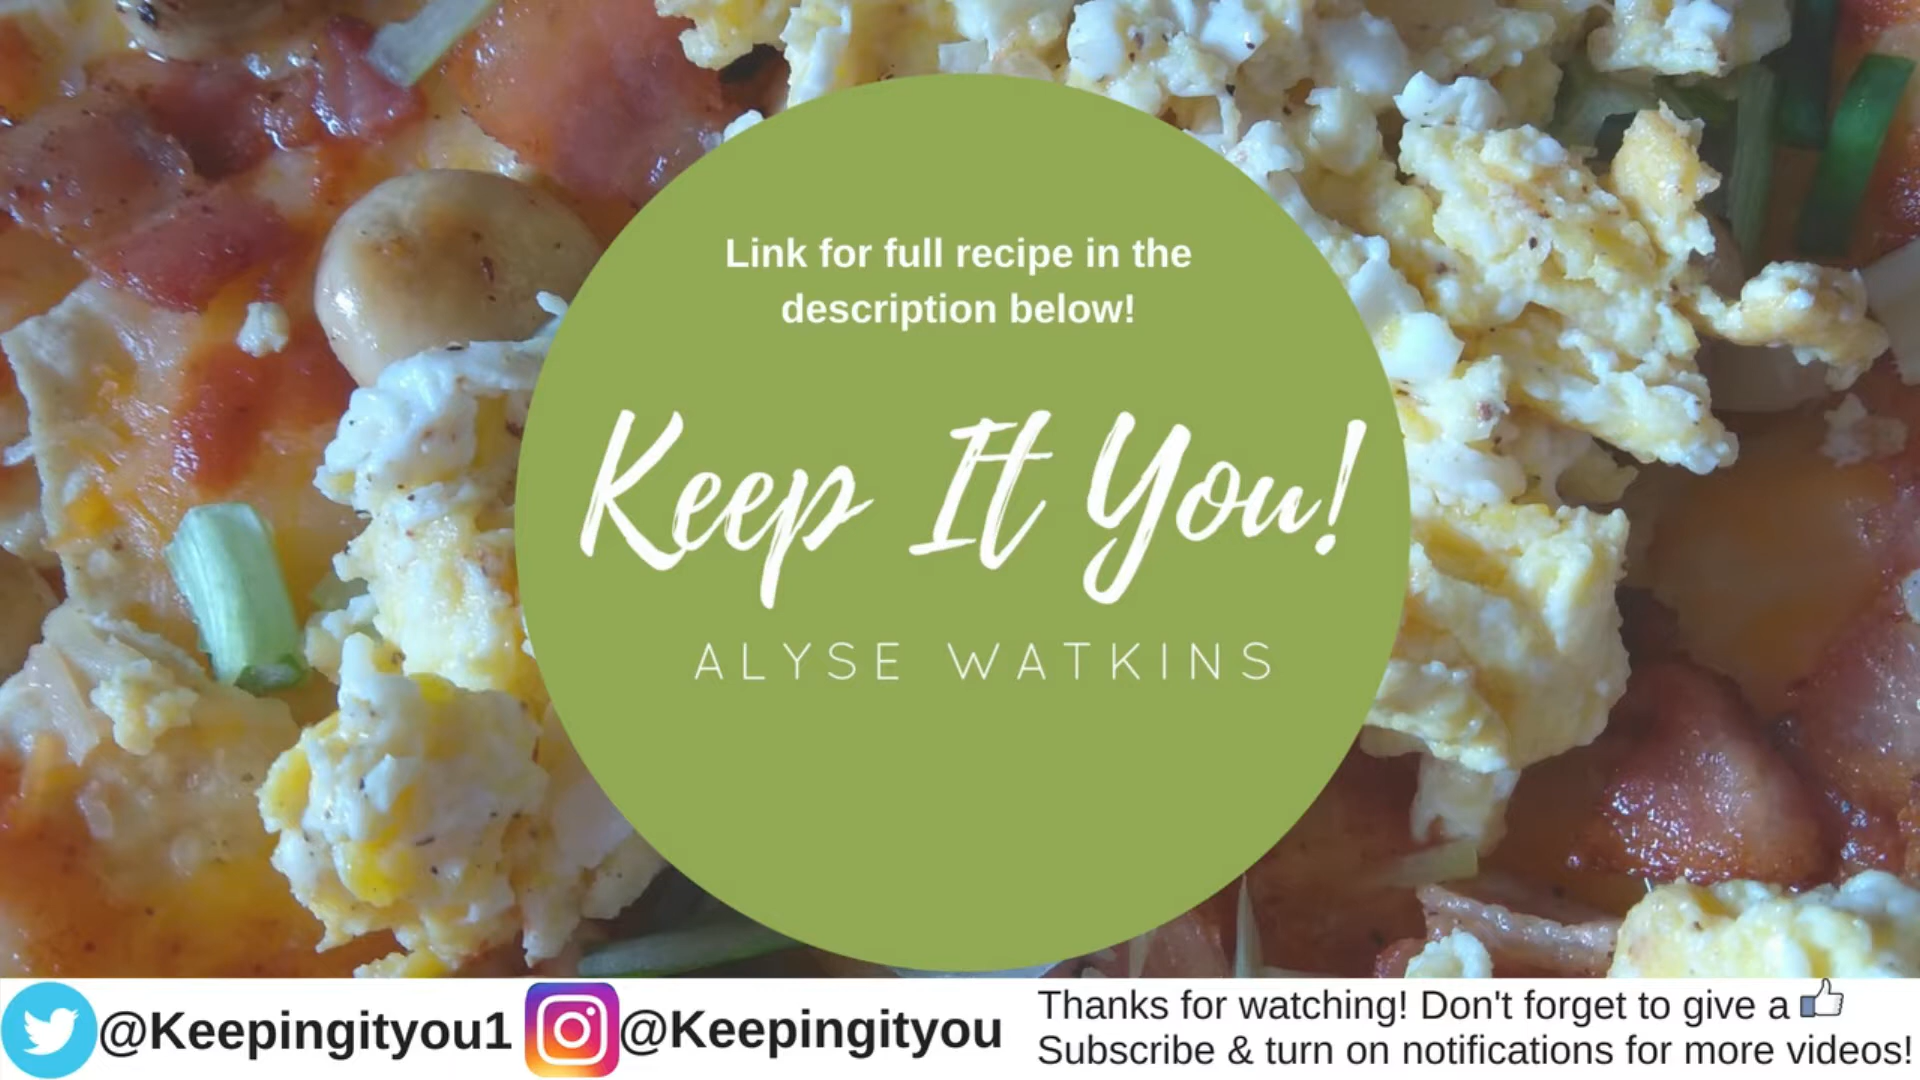 Link for full recipe in the
description below!
Keep It You!
ALYSE WATKINS
@Keepingityou1
@Keepingityou
Thanks for watching! Don't forget to give a
Subscribe & turn on notifications for more videos!